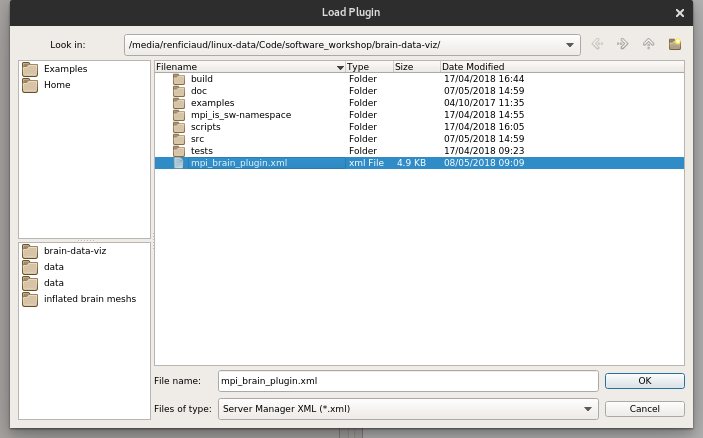 Load Plugin
Look in: /media/renficiaud/linux-data/Code/software_workshop/brain-data-viz/
Examples
Home
Filename Type Size Date Modified
build Folder 17/04/2018 16:44
doc Folder 07/05/2018 14:59
examples Folder 04/10/2017 11:35
mpi_is_sw-namespace Folder 17/04/2018 14:55
scripts Folder 17/04/2018 16:05
src Folder 07/05/2018 14:59
tests Folder 17/04/2018 09:23
mpi_brain_plugin.xml xml File 4.9 KB 08/05/2018 09:09
brain-data-viz
data
data
inflated brain meshs
File name: mpi_brain_plugin.xml OK
Files of type: Server Manager XML (*.xml) Cancel